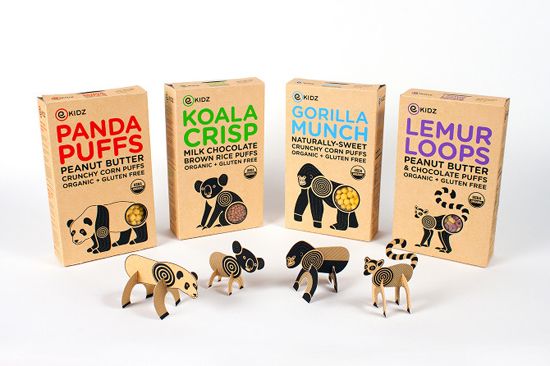 e KIDZ
PANDA
PUFFS
PEANUT BUTTER
CRUNCHY CORN PUFFS
ORGANIC + GLUTEN FREE
e KIDZ
KOALA
CRISP
MILK CHOCOLATE
BROWN RICE PUFFS
ORGANIC + GLUTEN FREE
e KIDZ
GORILLA
MUNCH
NATURALLY-SWEET
CRUNCHY CORN PUFFS
ORGANIC + GLUTEN FREE
e KIDZ
LEMUR
LOOPS
PEANUT BUTTER
& CHOCOLATE PUFFS
ORGANIC + GLUTEN FREE